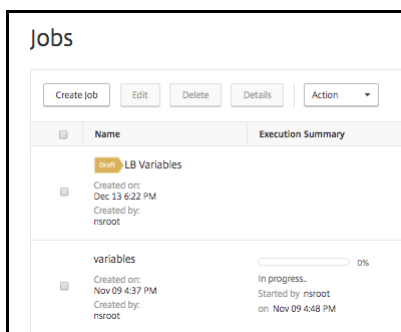 Jobs
Create Job Edit Delete Details Action
Name Execution Summary
Draft LB Variables
Created on:
Dec 13 6:22 PM
Created by:
nsroot
variables
0%
Created on:
In progress..
Nov 09 4:37 PM
Started by nsroot
Created by:
on Nov 09 4:48 PM
nsroot